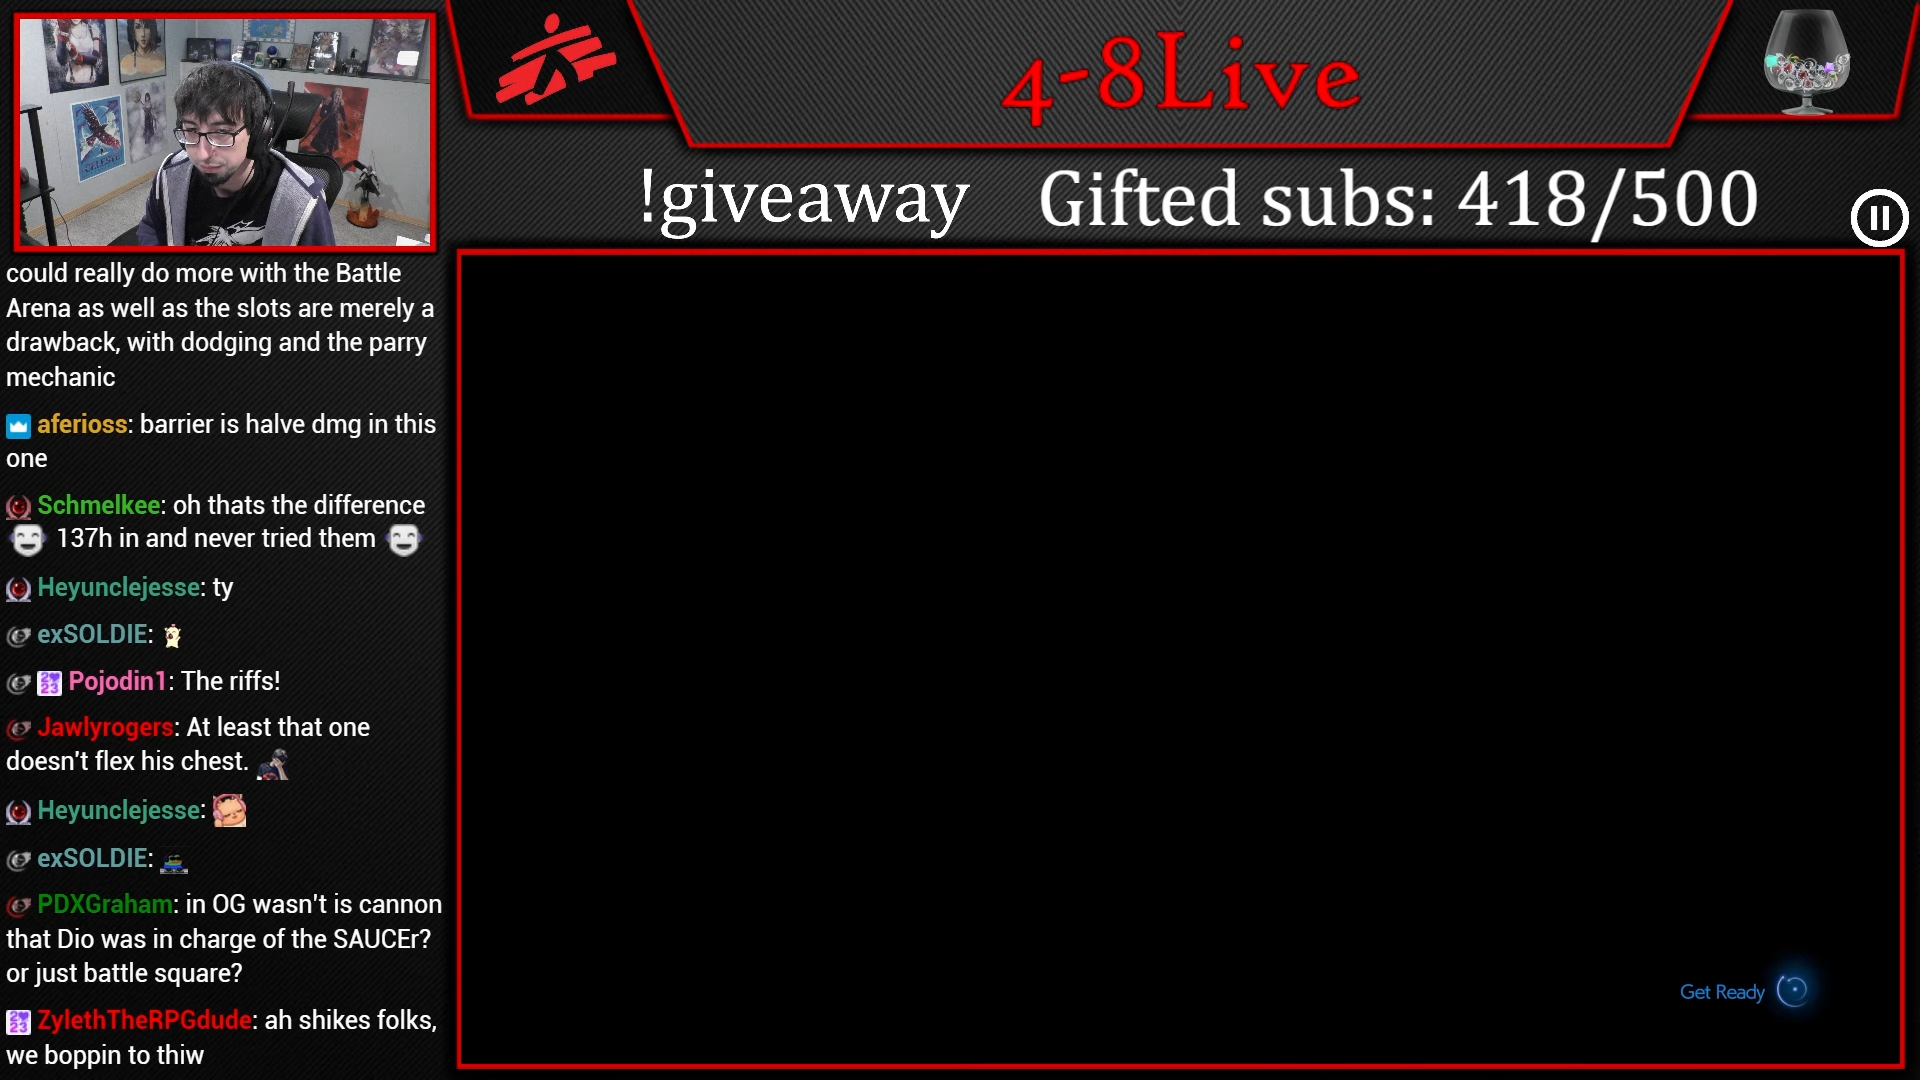 4-8Live
!giveaway Gifted subs: 418/500
could really do more with the Battle
Arena as well as the slots are merely a
drawback, with dodging and the parry
mechanic
aferioss: barrier is halve dmg in this
one
Schmelkee: oh thats the difference
137h in and never tried them
Heyunclejesse: ty
exSOLDIE:
Pojodin1: The riffs!
Jawlyrogers: At least that one
doesn't flex his chest.
Heyunclejesse:
exSOLDIE:
PDXGraham: in OG wasn't is cannon
that Dio was in charge of the SAUCEr?
or just battle square?
ZylethTheRPGdude: ah shikes folks,
we boppin to thiw
Get Ready